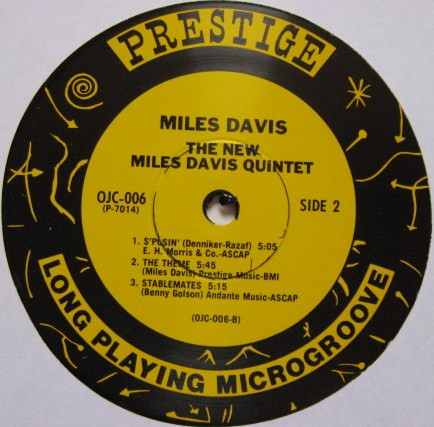 PRESTIGE
MILES DAVIS
THE NEW
MILES DAVIS QUINTET
OJC-006
(P-7014)
SIDE 2
1. S'POSIN' (Denniker-Razaf) 5:05
E. H. Morris & Co.-ASCAP
2. THE THEME 5:45
(Miles Davis) Prestige Music-BMI
3. STABLEMATES 5:15
(Benny Golson) Andante Music-ASCAP
(OJC-006-B)
LONG PLAYING MICROGROOVE